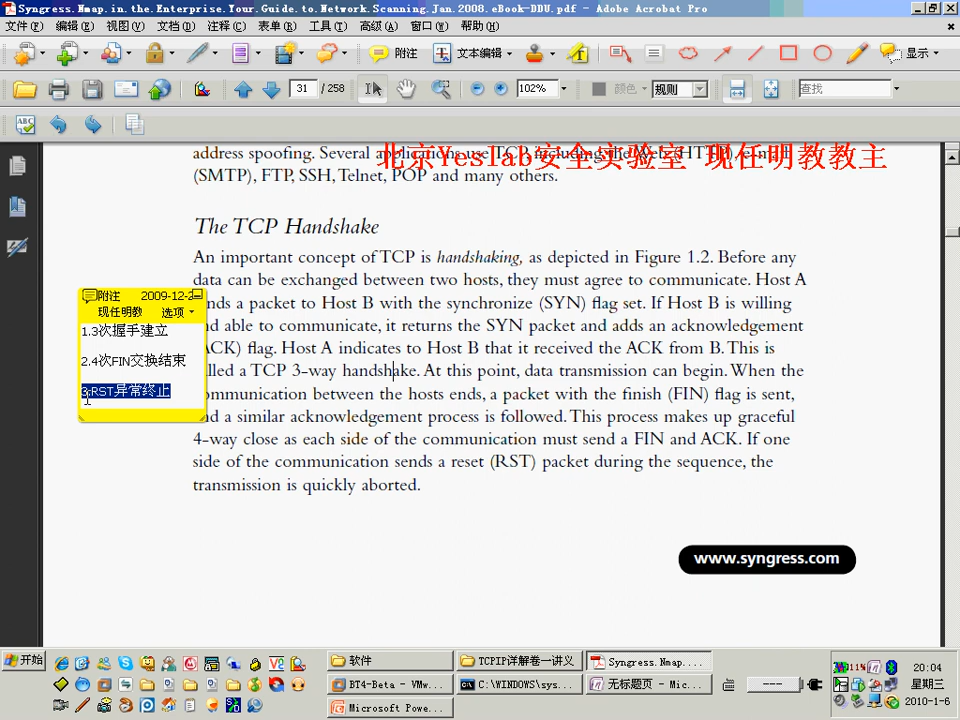 Syngress.Nmap.in.the.Enterprise.Your.Guide.to.Network.Scanning.Jan.2008.eBook-DDU.pdf - Adobe Acrobat Pro
文件(F) 编辑(E) 视图(V) 文档(D) 注释(C) 表单(R) 工具(T) 高级(A) 窗口(W) 帮助(H)
附注 文本编辑 显示
31 / 258 102% 颜色 规则 查找
address spoofing. Several applications use TCP including the Web (HTTP), e-mail
北京Yeslab安全实验室 现任明教教主
(SMTP), FTP, SSH, Telnet, POP and many others.
The TCP Handshake
An important concept of TCP is handshaking, as depicted in Figure 1.2. Before any
data can be exchanged between two hosts, they must agree to communicate. Host A
nds a packet to Host B with the synchronize (SYN) flag set. If Host B is willing
nd able to communicate, it returns the SYN packet and adds an acknowledgement
ACK) flag. Host A indicates to Host B that it received the ACK from B. This is
lled a TCP 3-way handshake. At this point, data transmission can begin. When the
ommunication between the hosts ends, a packet with the finish (FIN) flag is sent,
nd a similar acknowledgement process is followed. This process makes up graceful
4-way close as each side of the communication must send a FIN and ACK. If one
side of the communication sends a reset (RST) packet during the sequence, the
transmission is quickly aborted.
附注 2009-12-2
现任明教 选项
1.3次握手建立
2.4次FIN交换结束
3.RST异常终止
www.syngress.com
开始 软件 TCPIP详解卷一讲义 Syngress.Nmap....
BT4-Beta - VMw... C:\WINDOWS\sys... 无标题页 - Mic...
Microsoft Powe...
11%
20:04
星期三
2010-1-6